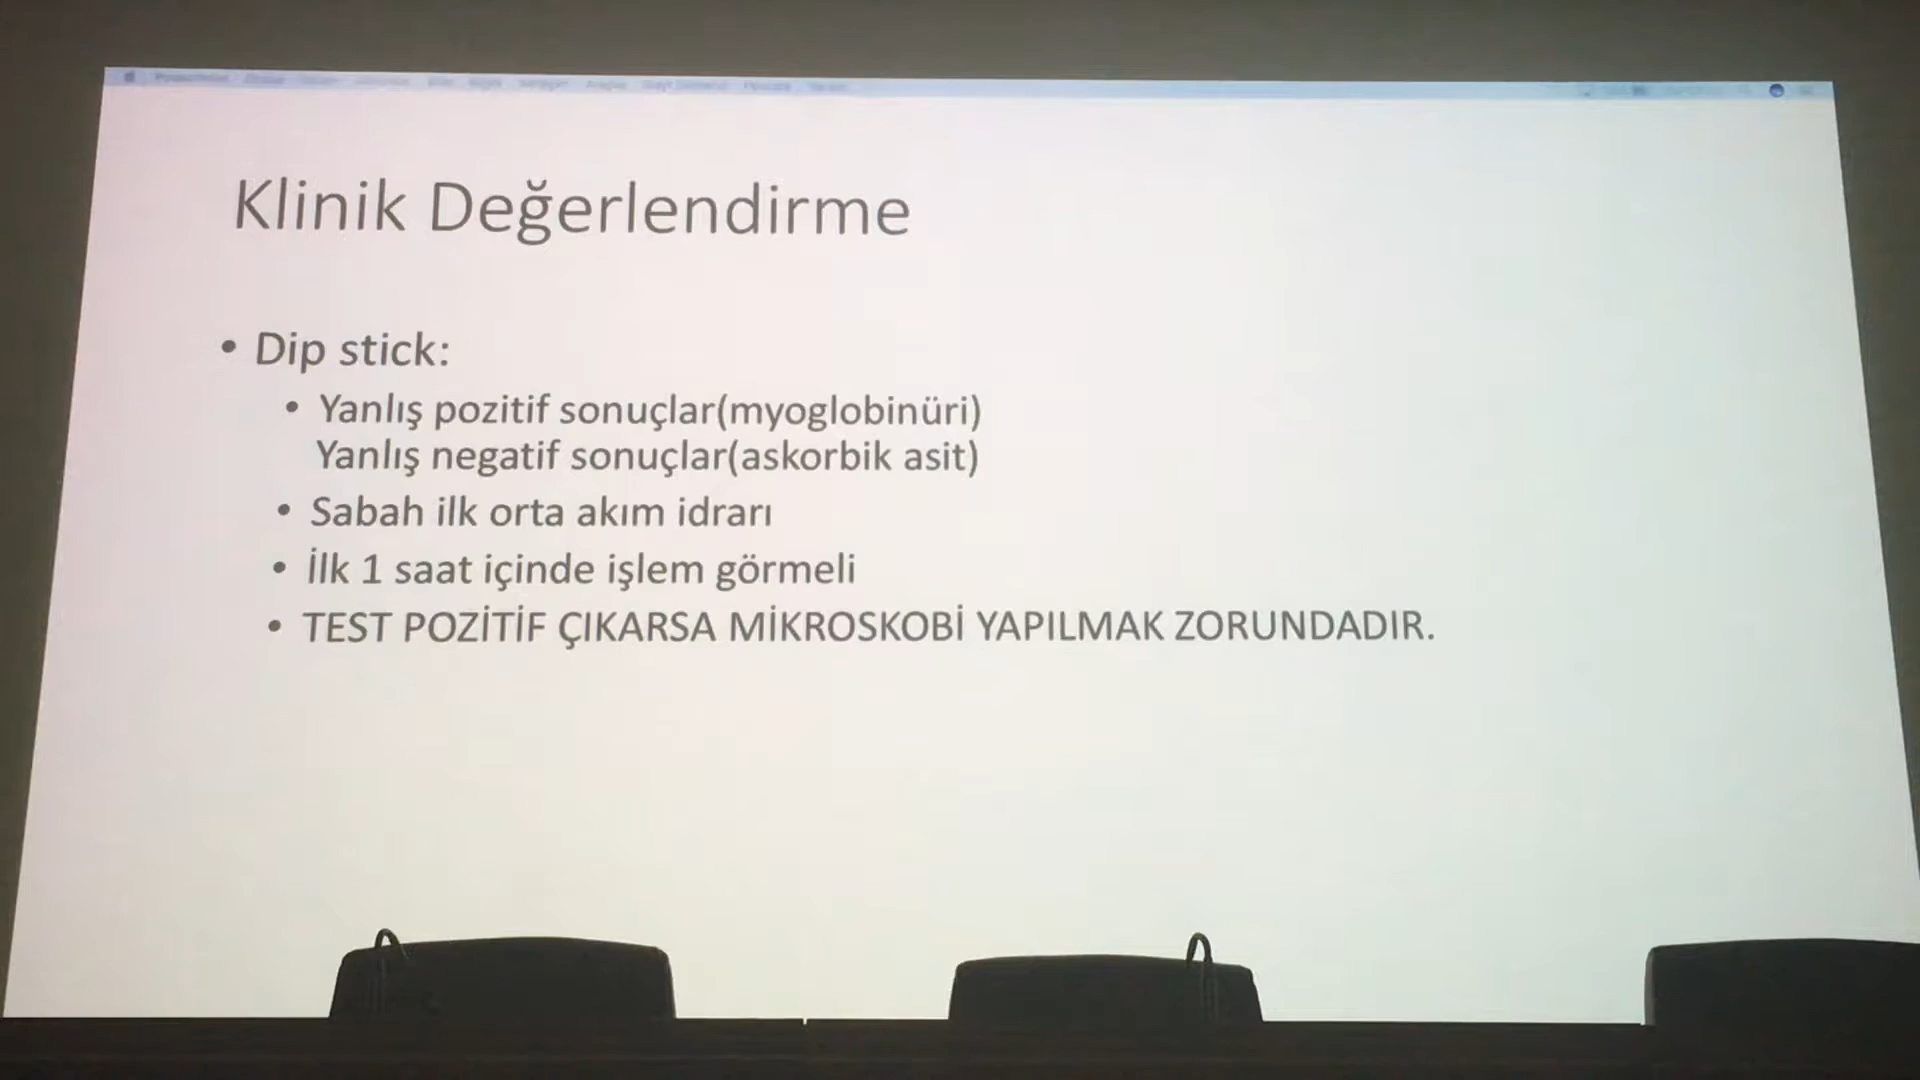 Klinik Değerlendirme
• Dip stick:
• Yanlış pozitif sonuçlar(myoglobinüri)
Yanlış negatif sonuçlar(askorbik asit)
• Sabah ilk orta akım idrarı
• İlk 1 saat içinde işlem görmeli
• TEST POZİTİF ÇIKARSA MİKROSKOBİ YAPILMAK ZORUNDADIR.